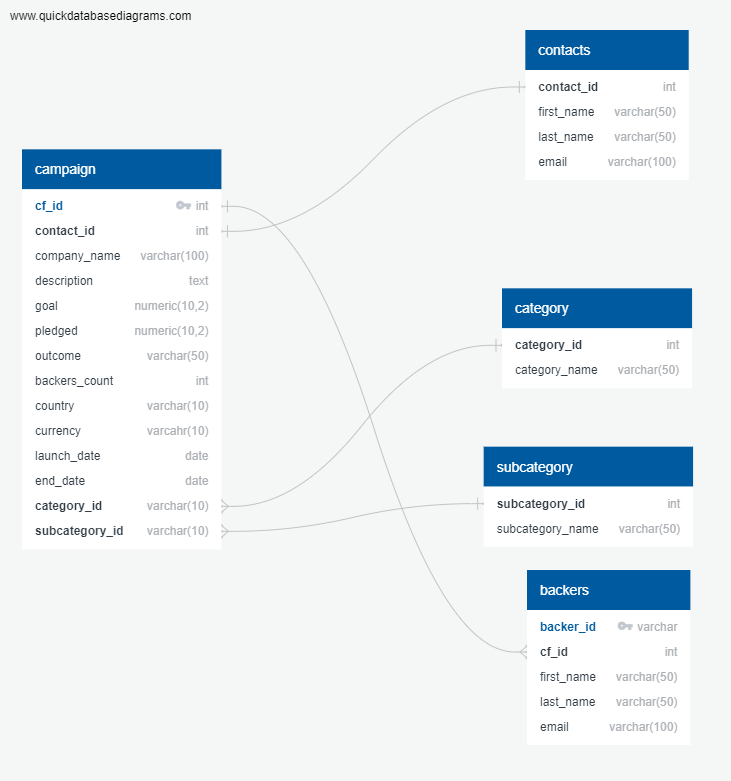 www.quickdatabasediagrams.com
contacts
contact_id int
first_name varchar(50)
last_name varchar(50)
email varchar(100)
campaign
cf_id int
contact_id int
company_name varchar(100)
description text
goal numeric(10,2)
pledged numeric(10,2)
outcome varchar(50)
backers_count int
country varchar(10)
currency varcahr(10)
launch_date date
end_date date
category_id varchar(10)
subcategory_id varchar(10)
category
category_id int
category_name varchar(50)
subcategory
subcategory_id int
subcategory_name varchar(50)
backers
backer_id varchar
cf_id int
first_name varchar(50)
last_name varchar(50)
email varchar(100)